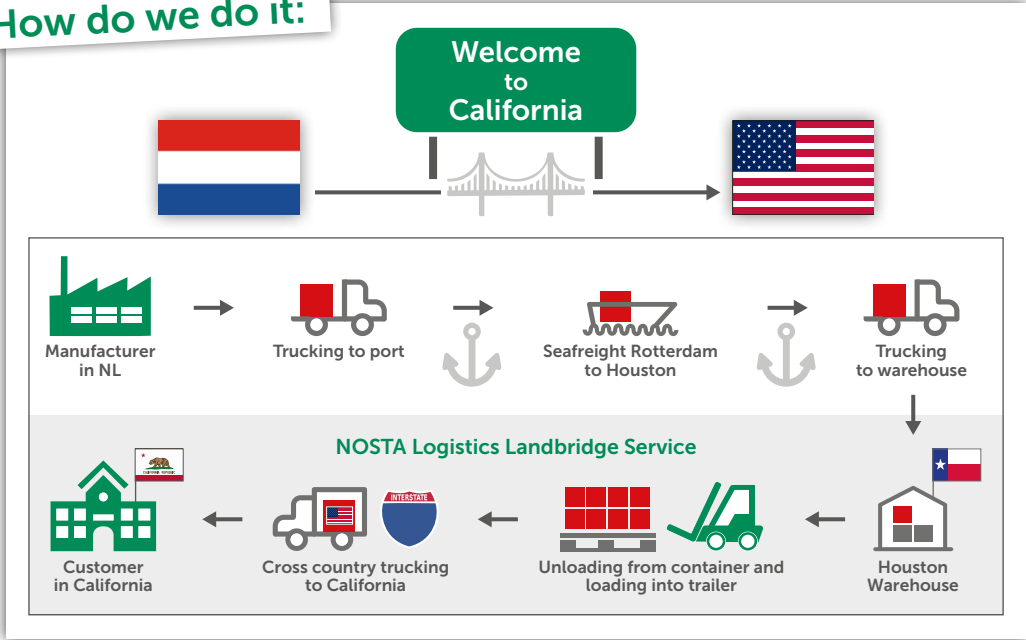 How do we do it:
Welcome
to
California
Manufacturer
in NL
Trucking to port
Seafreight Rotterdam
to Houston
Trucking
to warehouse
NOSTA Logistics Landbridge Service
CALIFORNIA REPUBLIC
INTERSTATE
Customer
in California
Cross country trucking
to California
Unloading from container and
loading into trailer
Houston
Warehouse